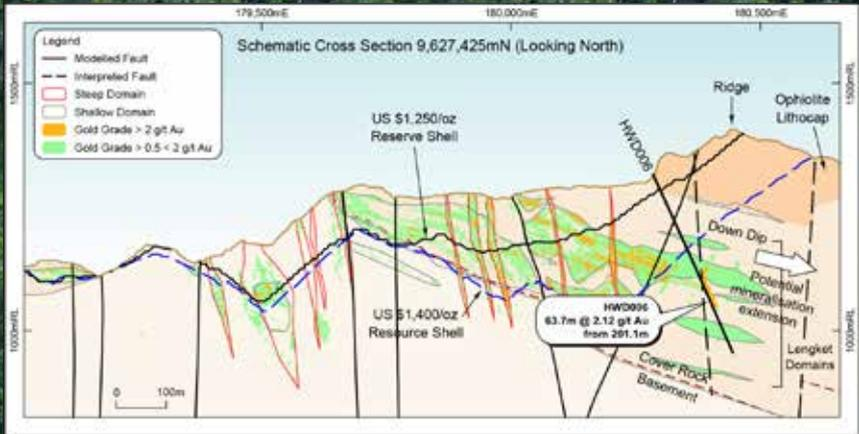 179,500mE
180,000mE
180,500mE
Legend
Modelled Fault
Interpreted Fault
Steep Domain
Shallow Domain
Gold Grade > 2 g/t Au
Gold Grade > 0.5 < 2 g/t Au
Schematic Cross Section 9,627,425mN (Looking North)
1500mRL
1500mRL
Ridge
Ophiolite
Lithocap
US $1,250/oz
Reserve Shell
HWD006
Down Dip
Potential
mineralisation
extension
HWD006
63.7m @ 2.12 g/t Au
from 201.1m
US $1,400/oz
Resource Shell
1000mRL
1000mRL
Lengket
Domains
Cover Rock
Basement
0
100m